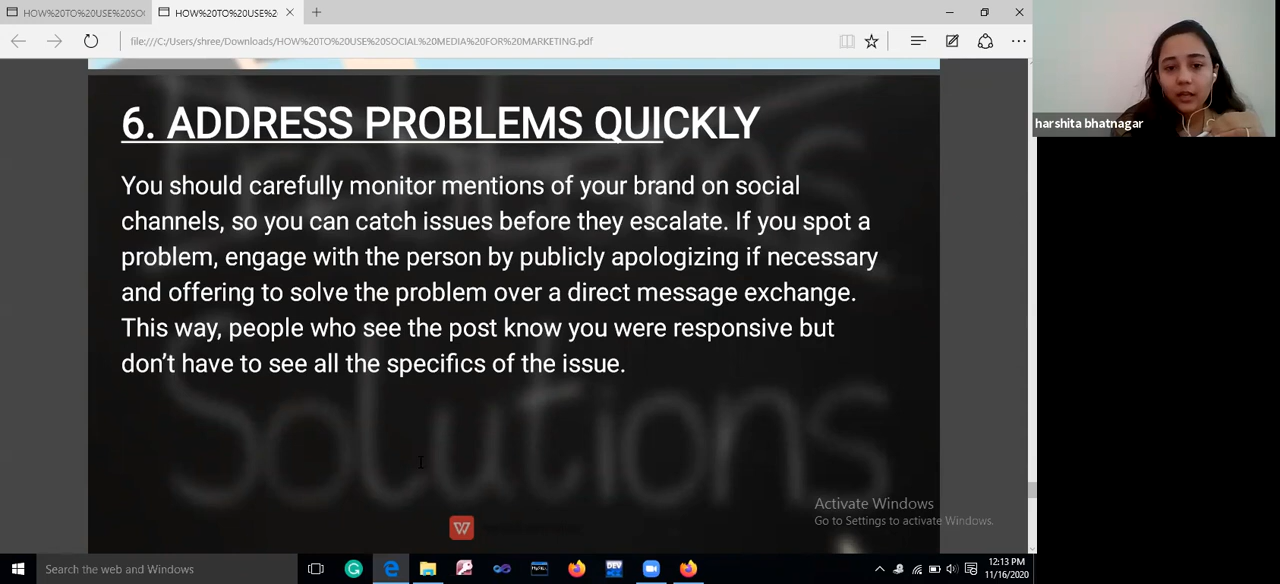 HOW%20TO%20USE%20SOC
HOW%20TO%20USE%20
file:///C:/Users/shree/Downloads/HOW%20TO%20USE%20SOCIAL%20MEDIA%20FOR%20MARKETING.pdf
harshita bhatnagar
6. ADDRESS PROBLEMS QUICKLY
You should carefully monitor mentions of your brand on social
channels, so you can catch issues before they escalate. If you spot a
problem, engage with the person by publicly apologizing if necessary
and offering to solve the problem over a direct message exchange.
This way, people who see the post know you were responsive but
don’t have to see all the specifics of the issue.
Problems
Solutions
Activate Windows
Go to Settings to activate Windows.
W
Search the web and Windows
G
MySQL
DEV
12:13 PM
11/16/2020